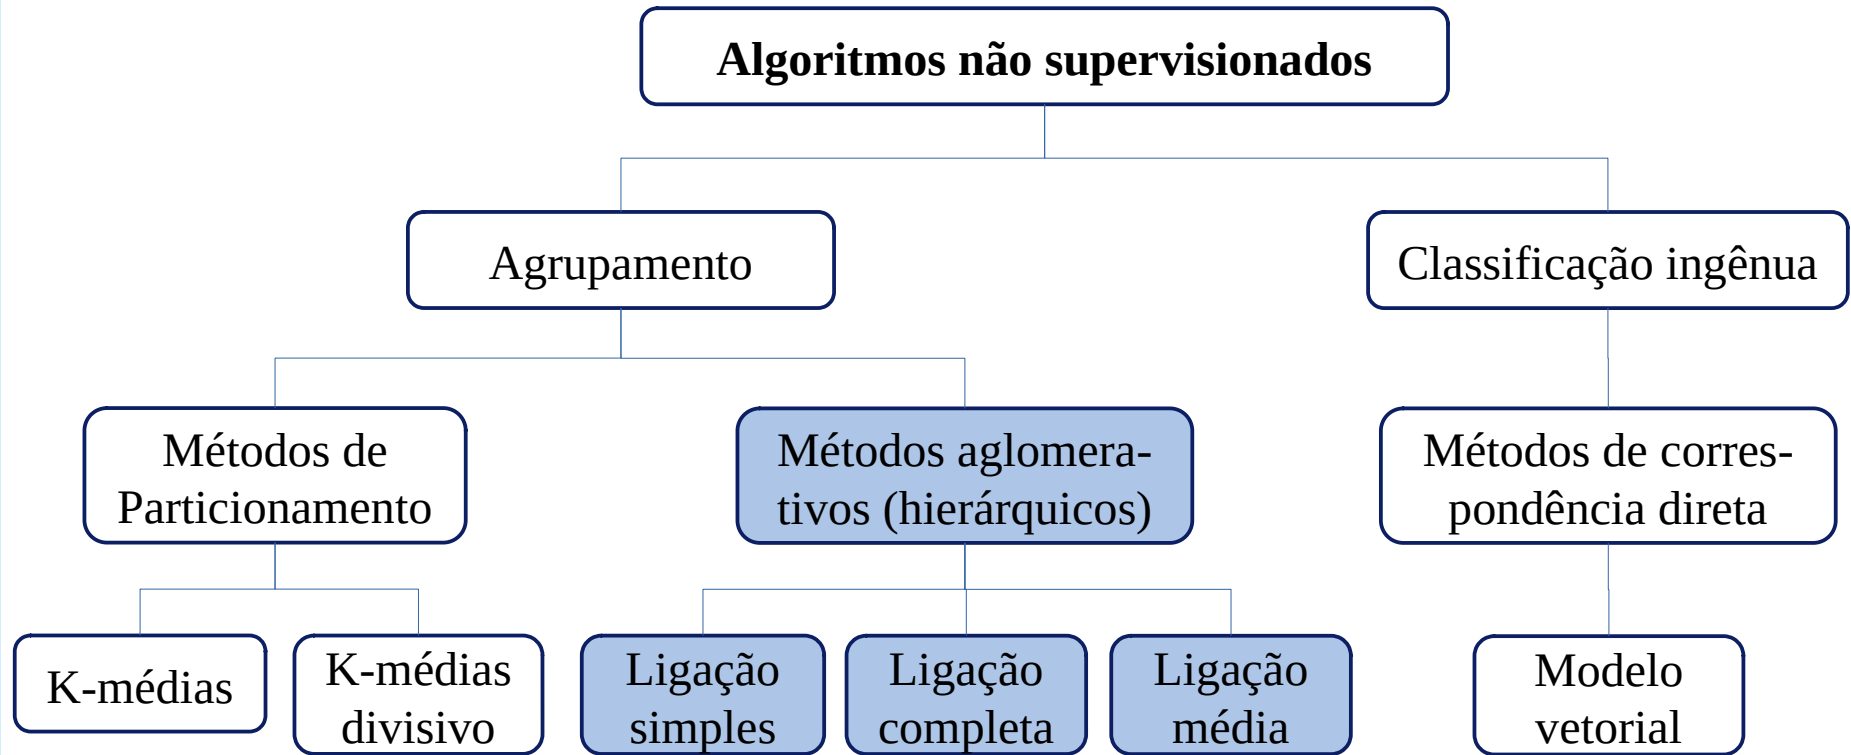 Algoritmos não supervisionados
Agrupamento
Classificação ingênua
Métodos de
Particionamento
Métodos aglomera-
tivos (hierárquicos)
Métodos de corres-
pondência direta
K-médias
K-médias
divisivo
Ligação
simples
Ligação
completa
Ligação
média
Modelo
vetorial